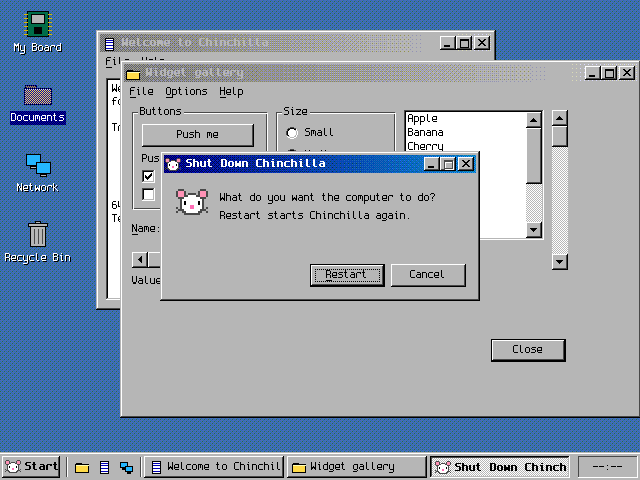 My Board
Documents
Network
Recycle Bin
Welcome to Chinchilla
File
Widget gallery
File Options Help
Buttons
Push me
Size
Small
Apple
Banana
Cherry
Shut Down Chinchilla
What do you want the computer to do?
Restart starts Chinchilla again.
Restart
Cancel
Name:
Value
Close
Start
Welcome to Chinchil
Widget gallery
Shut Down Chinch
--:--